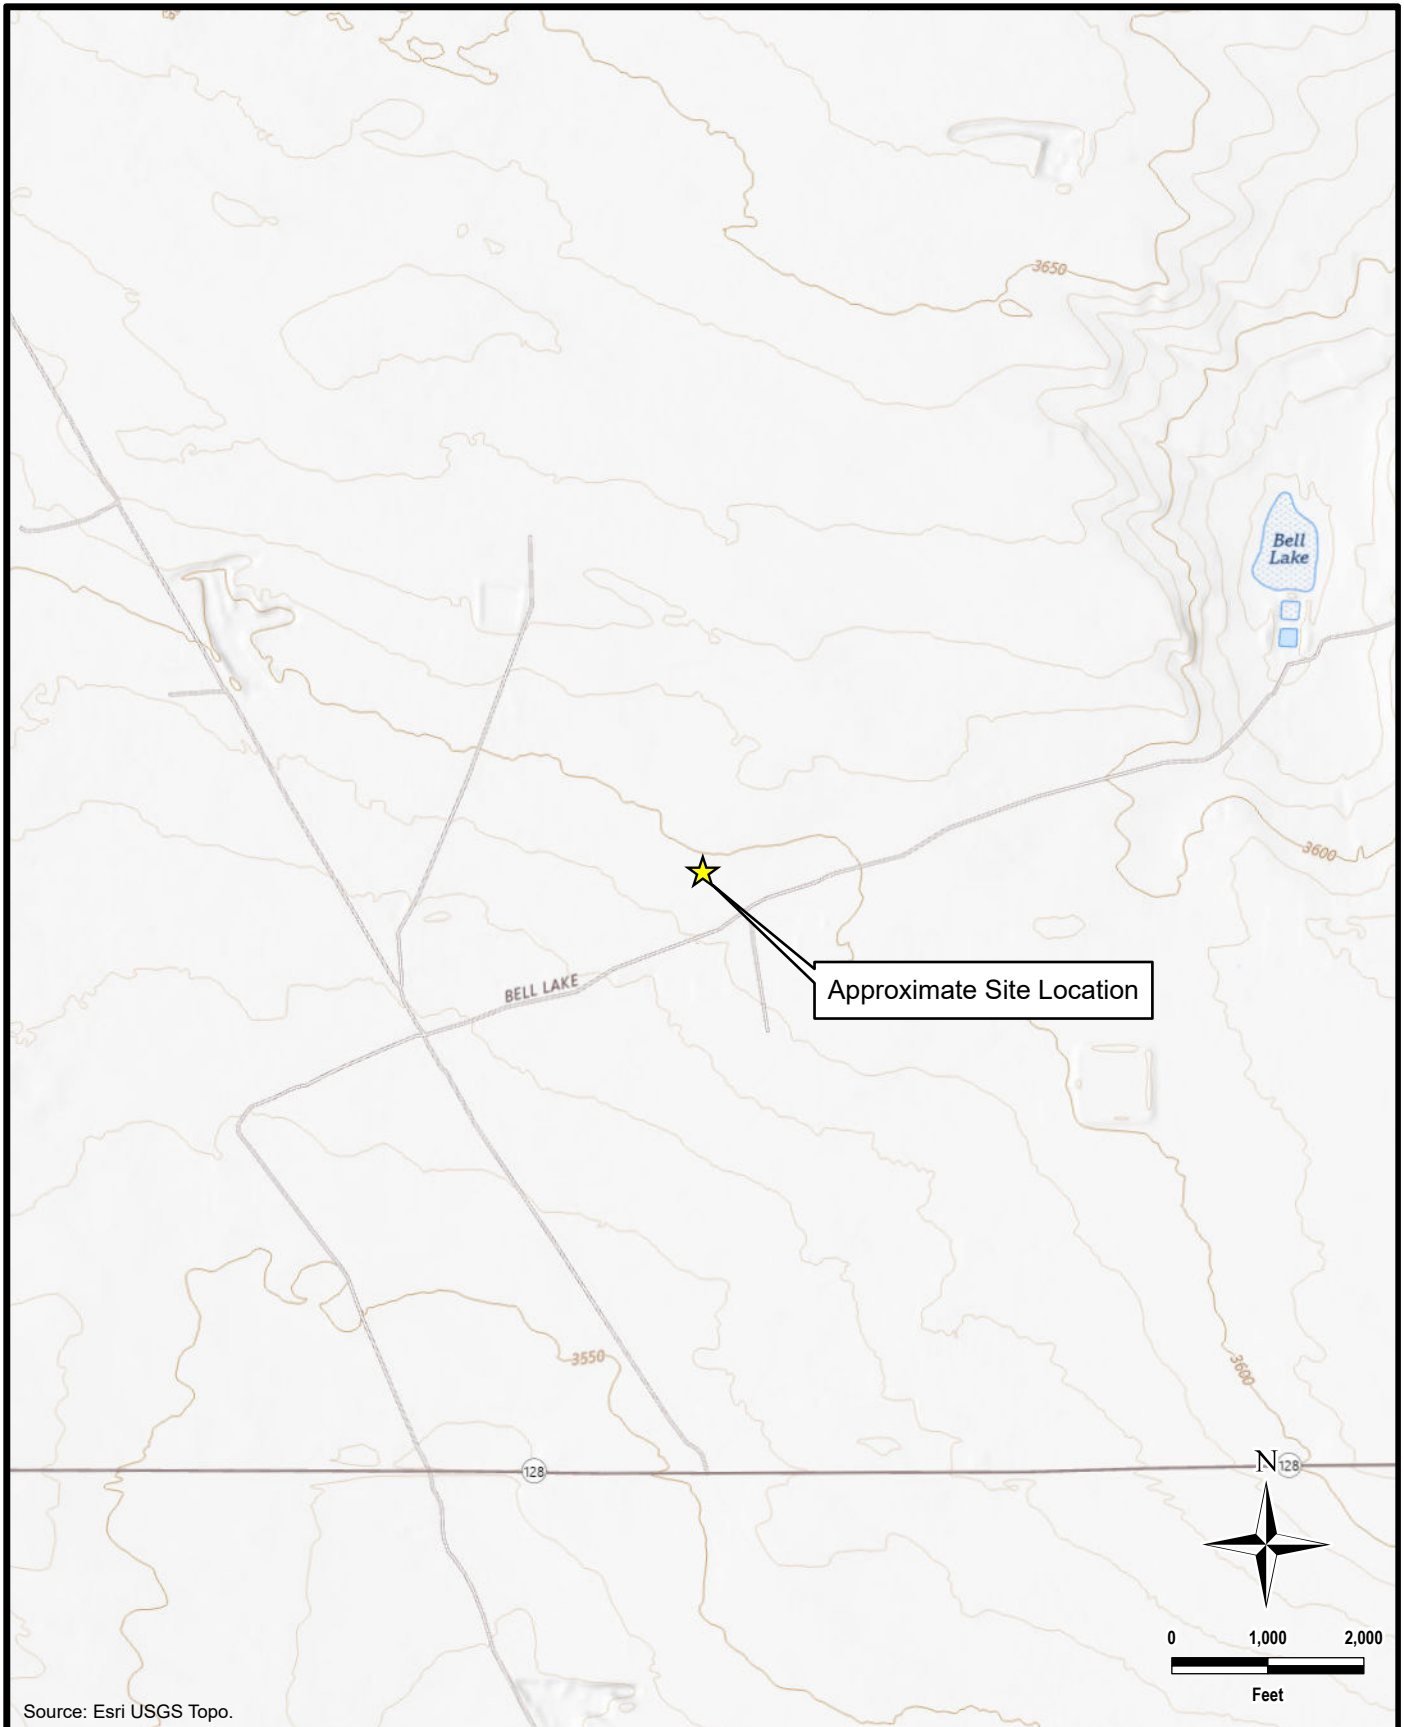 3650
Bell
Lake
3600
Approximate Site Location
BELL LAKE
3550
3600
128
N
128
0 1,000 2,000
Feet
Source: Esri USGS Topo.